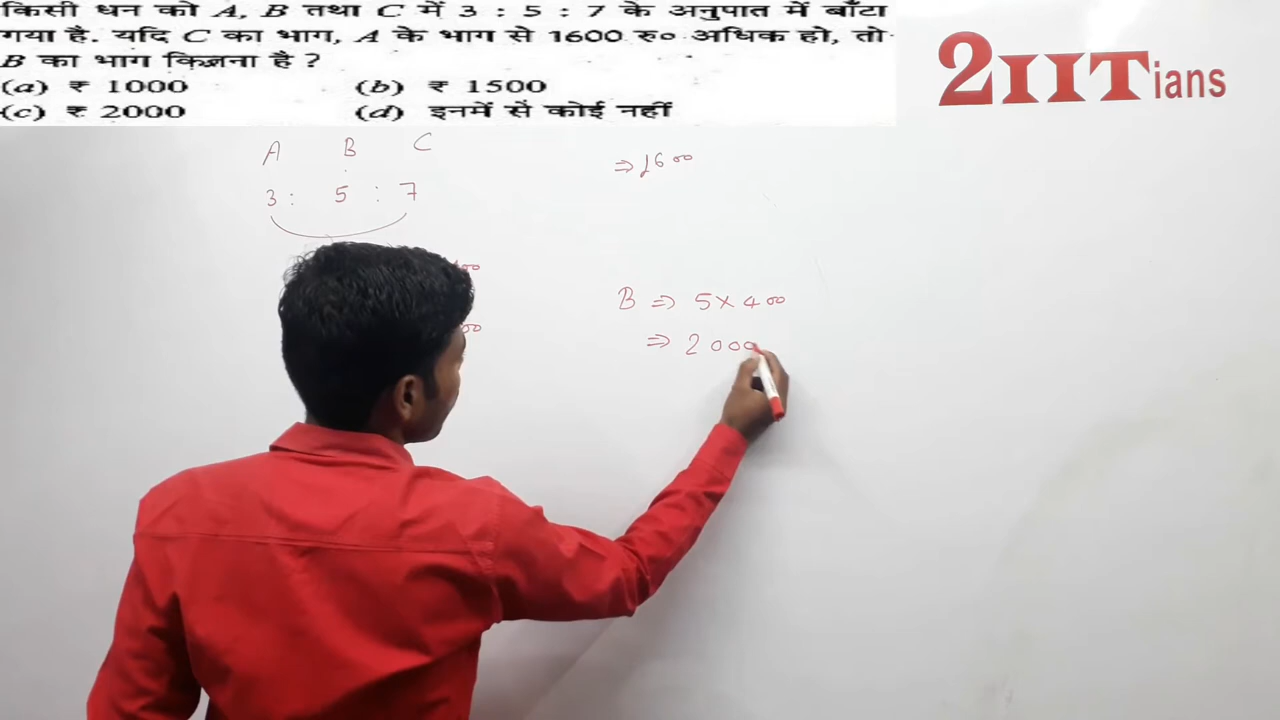 किसी धन को A, B तथा C में 3 : 5 : 7 के अनुपात में बाँटा
गया है. यदि C का भाग, A के भाग से 1600 रु० अधिक हो, तो
B का भाग कितना है ?
(a) ₹ 1000 (b) ₹ 1500
(c) ₹ 2000 (d) इनमें से कोई नहीं
2IITians
A B C
3 : 5 : 7
⇒ 1600
B ⇒ 5 × 400
⇒ 2000